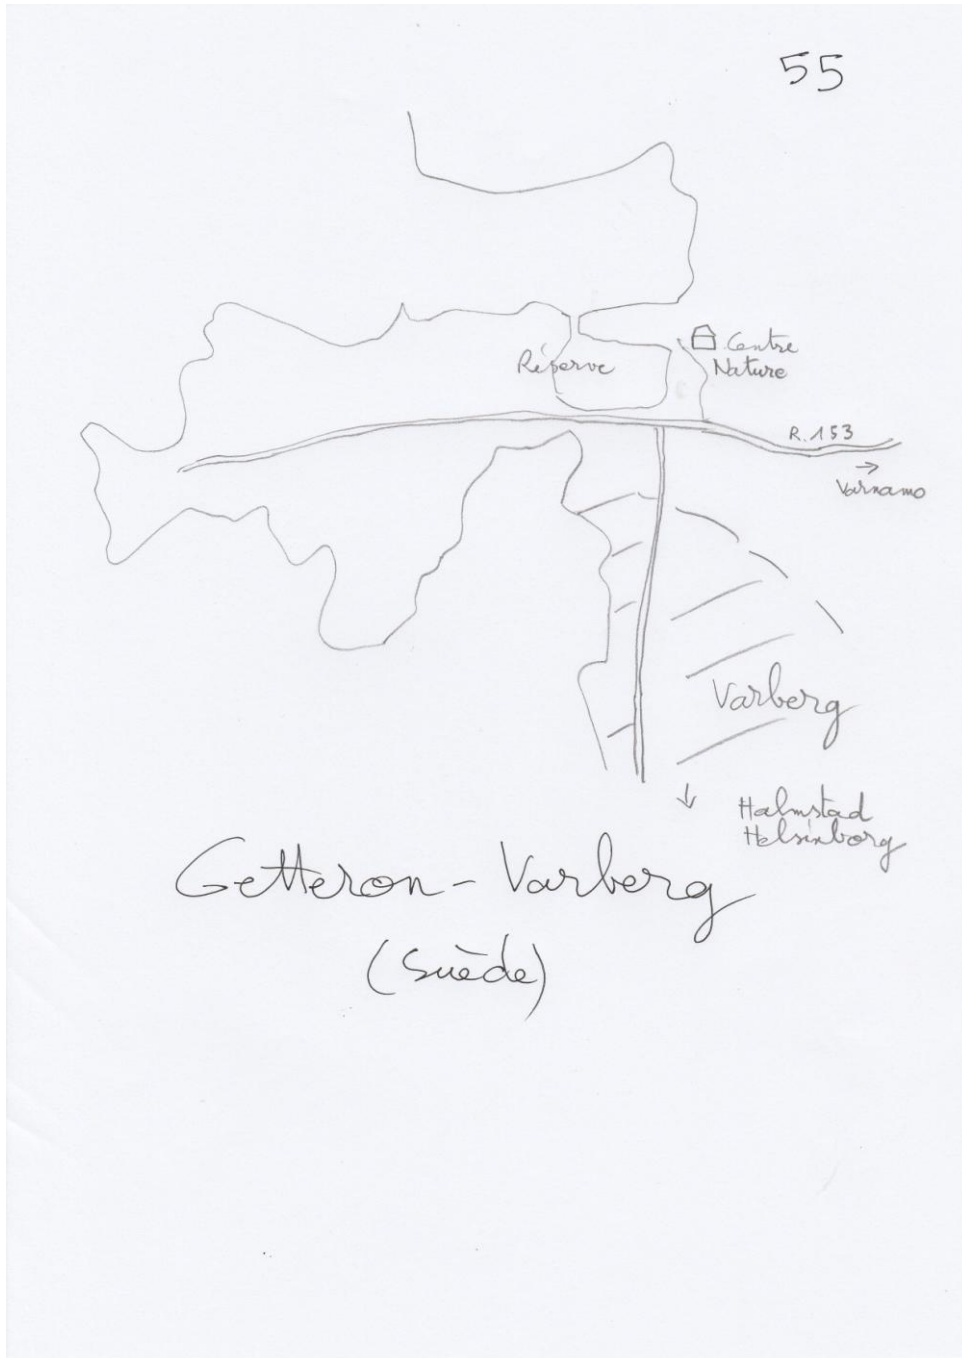 55
Centre
Nature
Réserve
R.153
→
Varnamo
Varberg
↓
Halmstad
Helsinborg
Getteron - Varberg
(Suède)